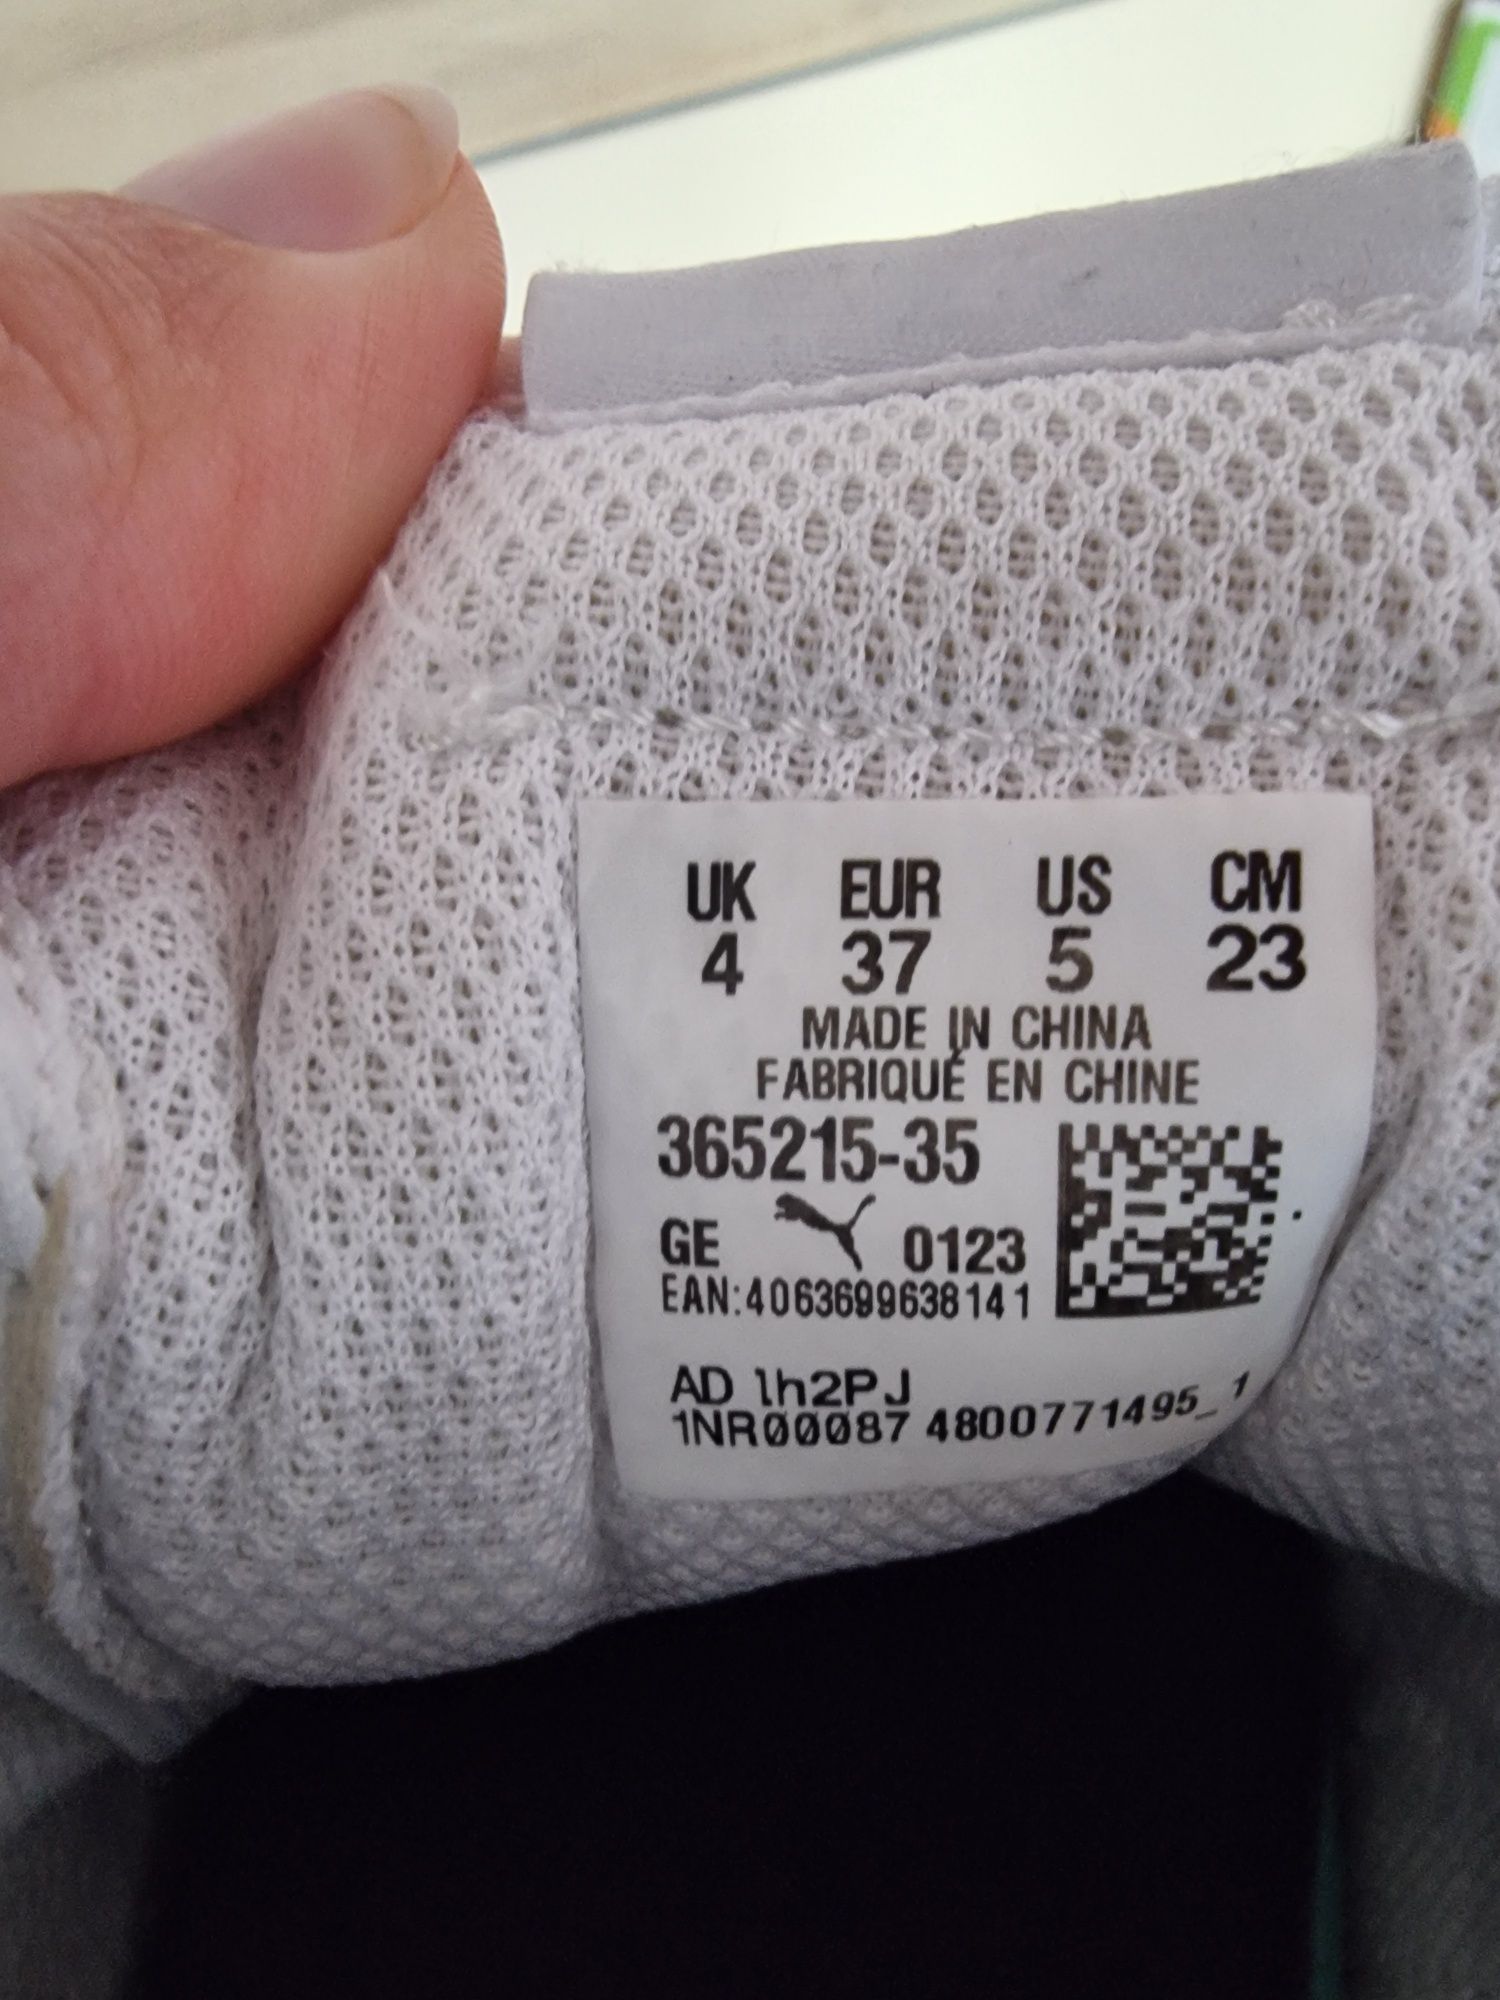 UK EUR US CM
4 37 5 23
MADE IN CHINA
FABRIQUÉ EN CHINE
365215-35
GE 0123
EAN:4063699638141
AD lh2PJ
1NR00087 4800771495_1